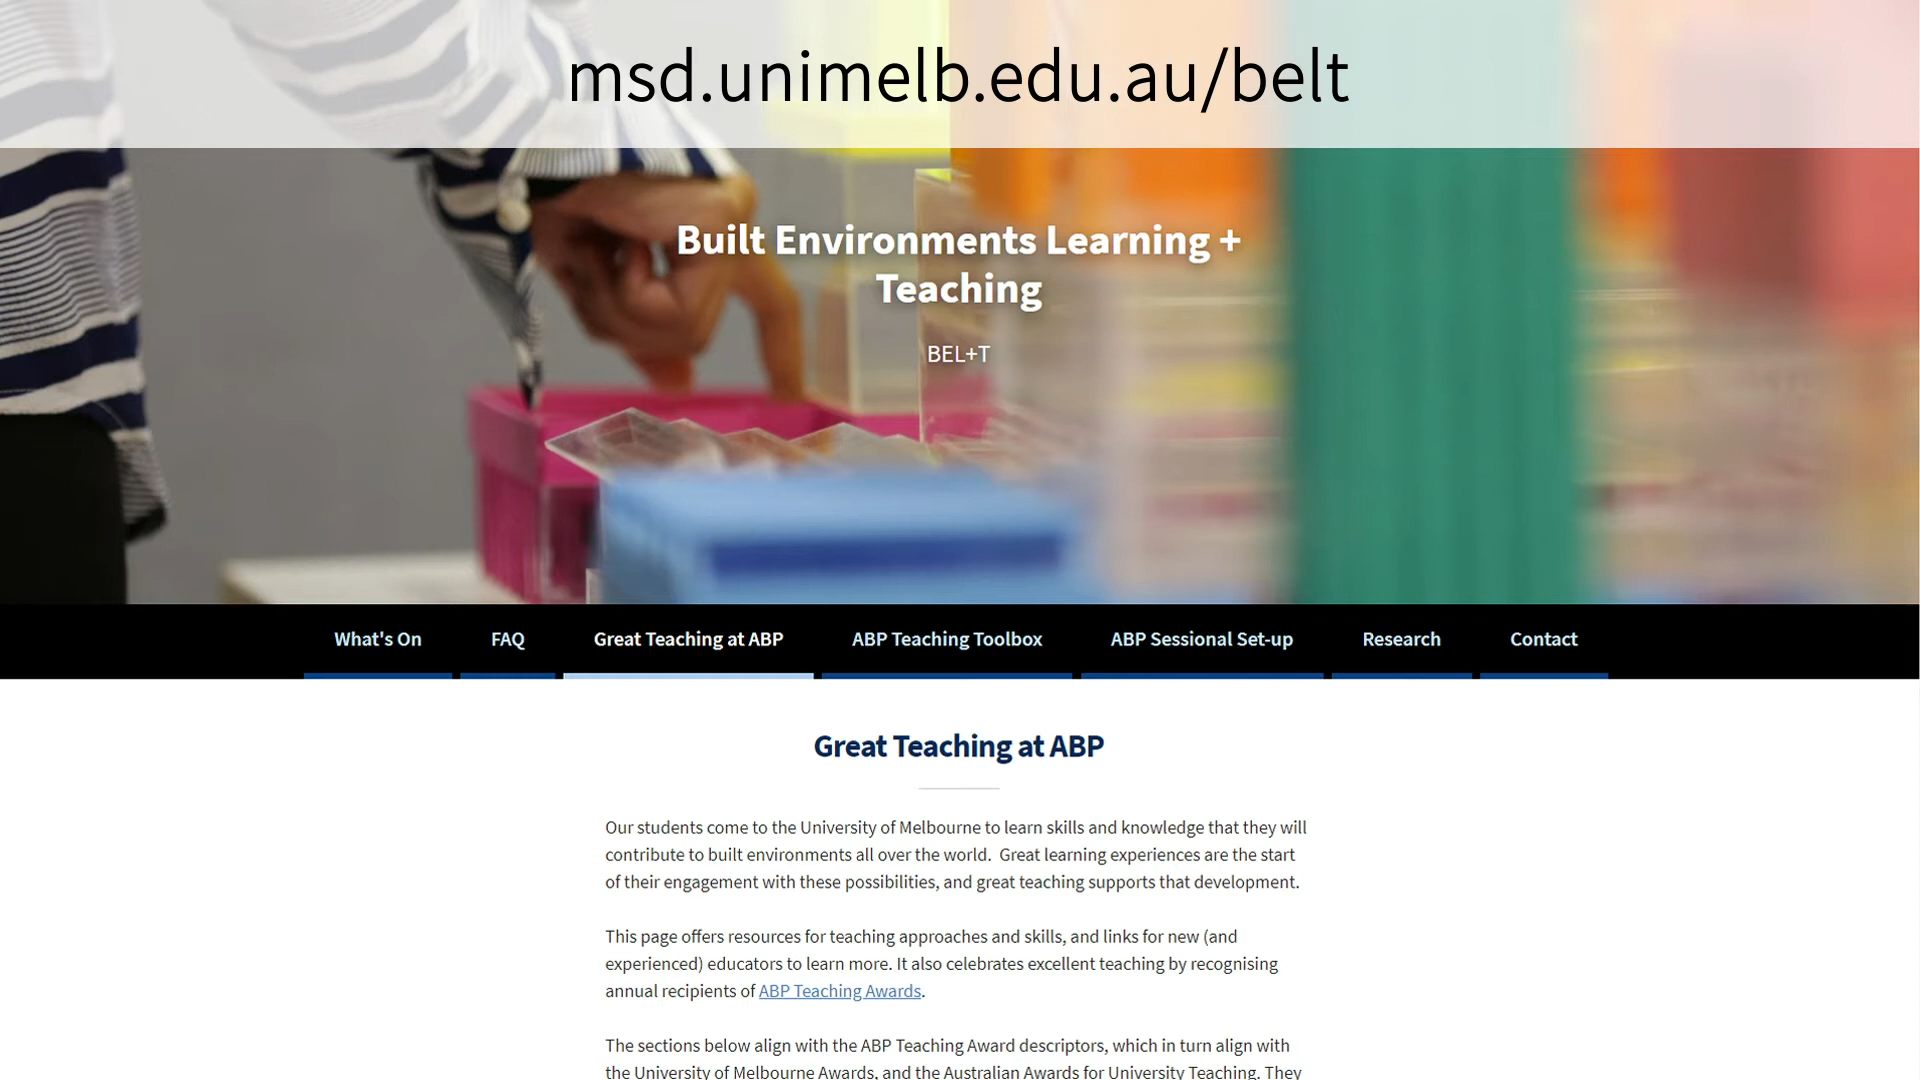 msd.unimelb.edu.au/belt
Built Environments Learning +
Teaching
BEL+T
What's On
FAQ
Great Teaching at ABP
ABP Teaching Toolbox
ABP Sessional Set-up
Research
Contact
Great Teaching at ABP
Our students come to the University of Melbourne to learn skills and knowledge that they will
contribute to built environments all over the world.  Great learning experiences are the start
of their engagement with these possibilities, and great teaching supports that development.
This page offers resources for teaching approaches and skills, and links for new (and
experienced) educators to learn more. It also celebrates excellent teaching by recognising
annual recipients of ABP Teaching Awards.
The sections below align with the ABP Teaching Award descriptors, which in turn align with
the University of Melbourne Awards, and the Australian Awards for University Teaching. They